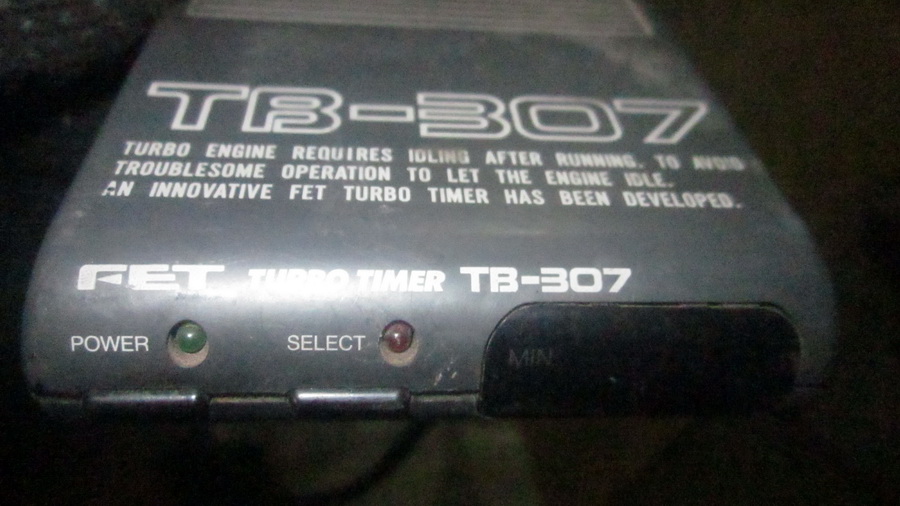 TB-307
TURBO ENGINE REQUIRES IDLING AFTER RUNNING. TO AVOID
TROUBLESOME OPERATION TO LET THE ENGINE IDLE.
AN INNOVATIVE FET TURBO TIMER HAS BEEN DEVELOPED.
FET TURBO TIMER TB-307
POWER SELECT
MIN